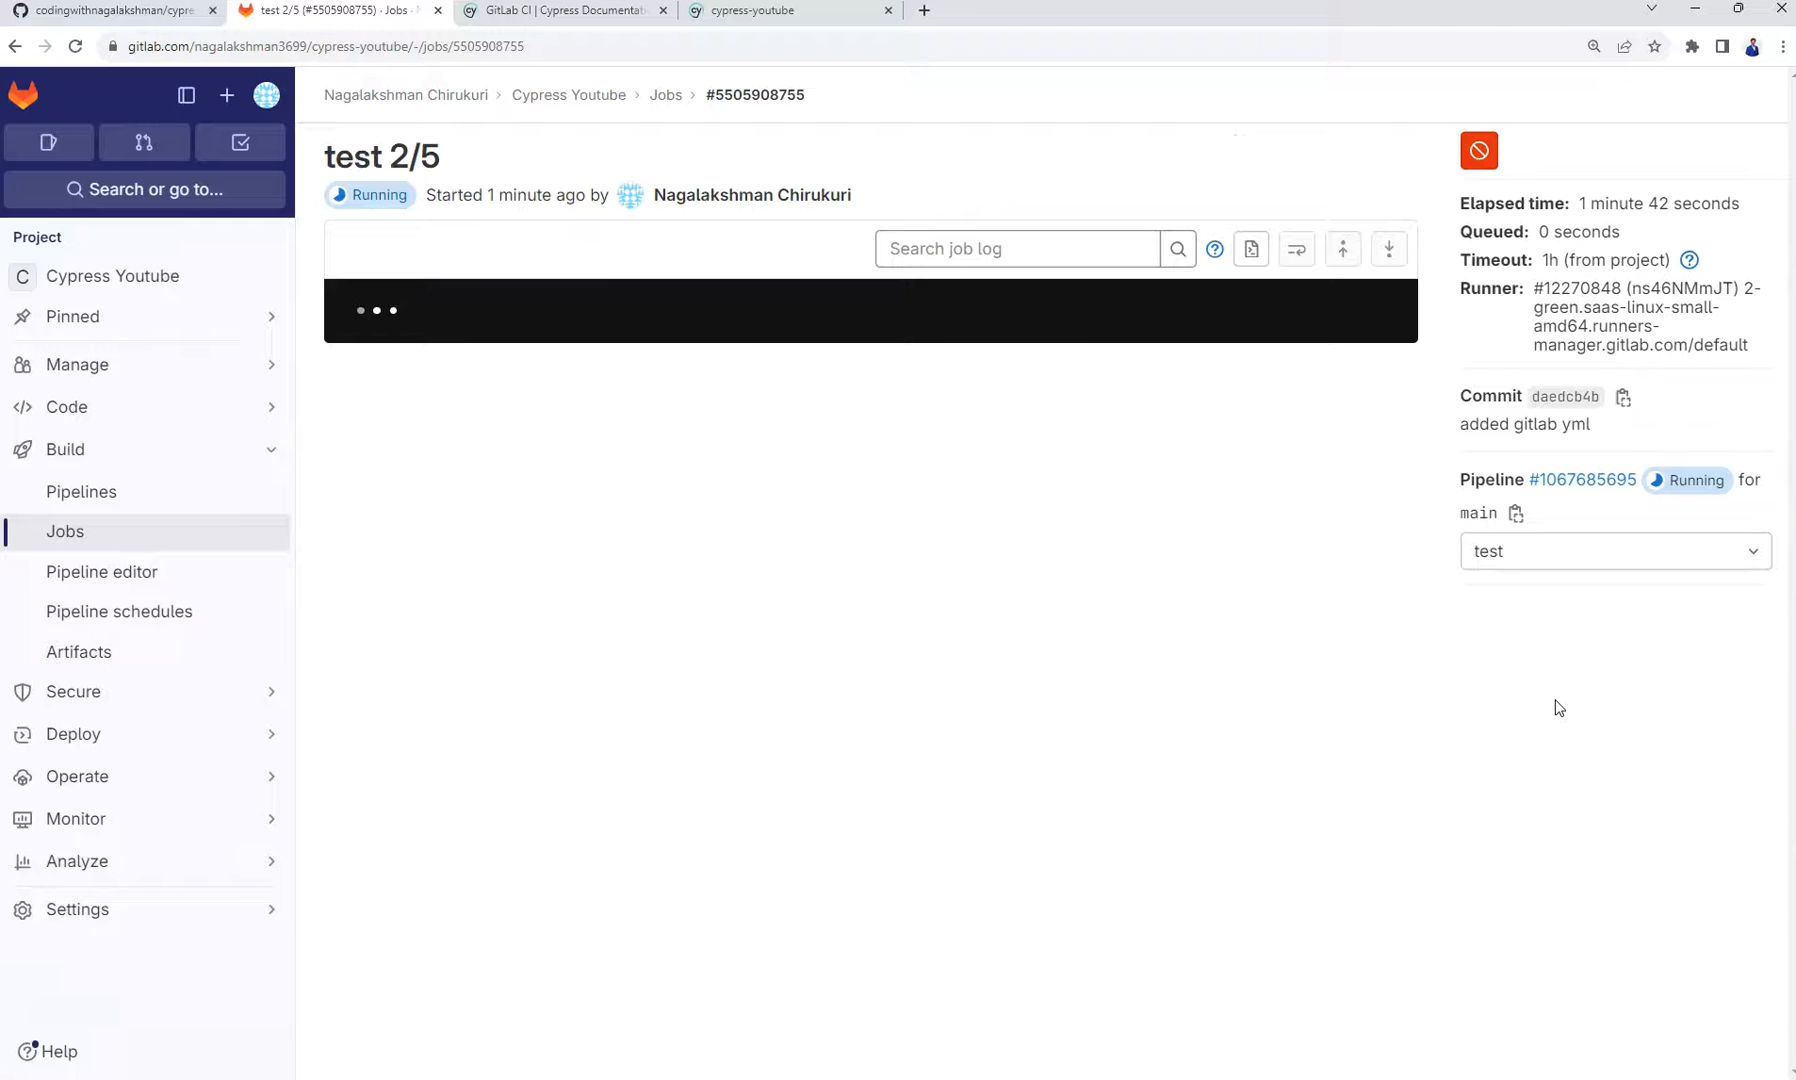 codingwithnagalakshman/cypre
test 2/5 (#5505908755) · Jobs ·
GitLab CI | Cypress Documentat
cypress-youtube
gitlab.com/nagalakshman3699/cypress-youtube/-/jobs/5505908755
Search or go to...
Project
C Cypress Youtube
Pinned
Manage
Code
Build
Pipelines
Jobs
Pipeline editor
Pipeline schedules
Artifacts
Secure
Deploy
Operate
Monitor
Analyze
Settings
Help
Nagalakshman Chirukuri › Cypress Youtube › Jobs › #5505908755
test 2/5
Running Started 1 minute ago by Nagalakshman Chirukuri
Search job log
Elapsed time: 1 minute 42 seconds
Queued: 0 seconds
Timeout: 1h (from project)
Runner: #12270848 (ns46NMmJT) 2-
green.saas-linux-small-
amd64.runners-
manager.gitlab.com/default
Commit daedcb4b
added gitlab yml
Pipeline #1067685695 Running for
main
test